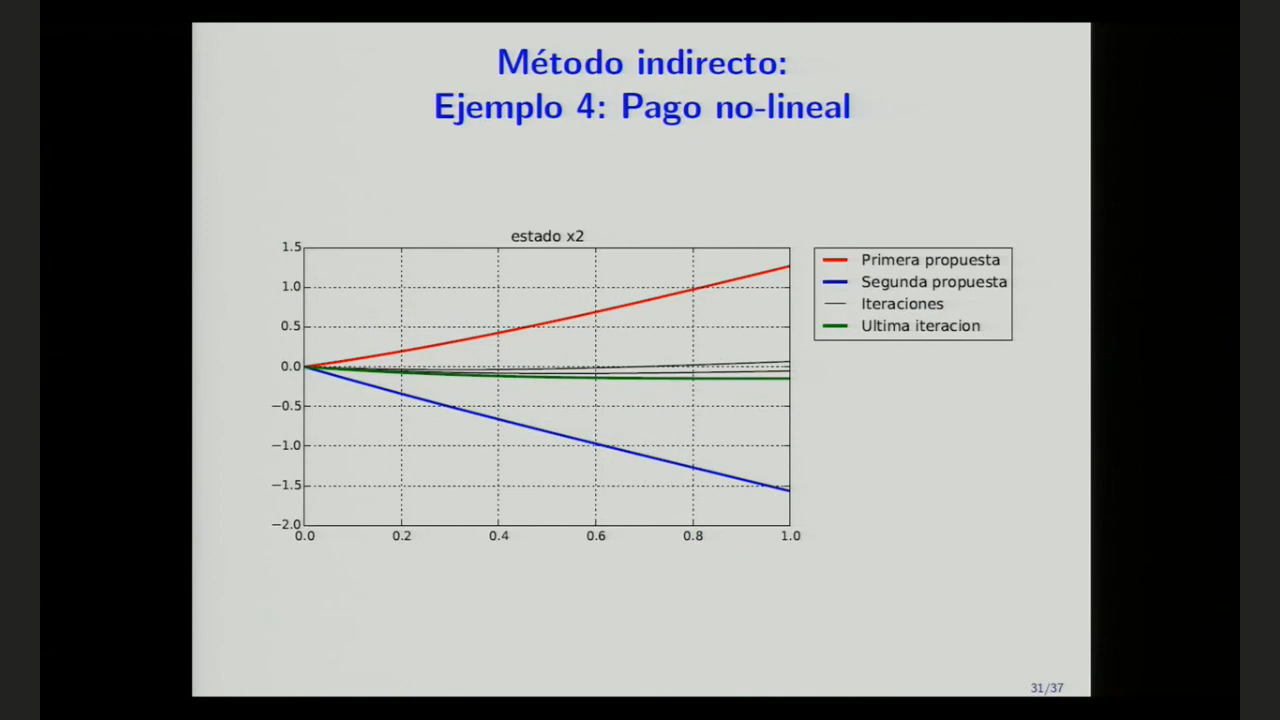 Método indirecto:
Ejemplo 4: Pago no-lineal
estado x2
1.5
1.0
0.5
0.0
−0.5
−1.0
−1.5
−2.0
0.0 0.2 0.4 0.6 0.8 1.0
Primera propuesta
Segunda propuesta
Iteraciones
Ultima iteracion
31/37